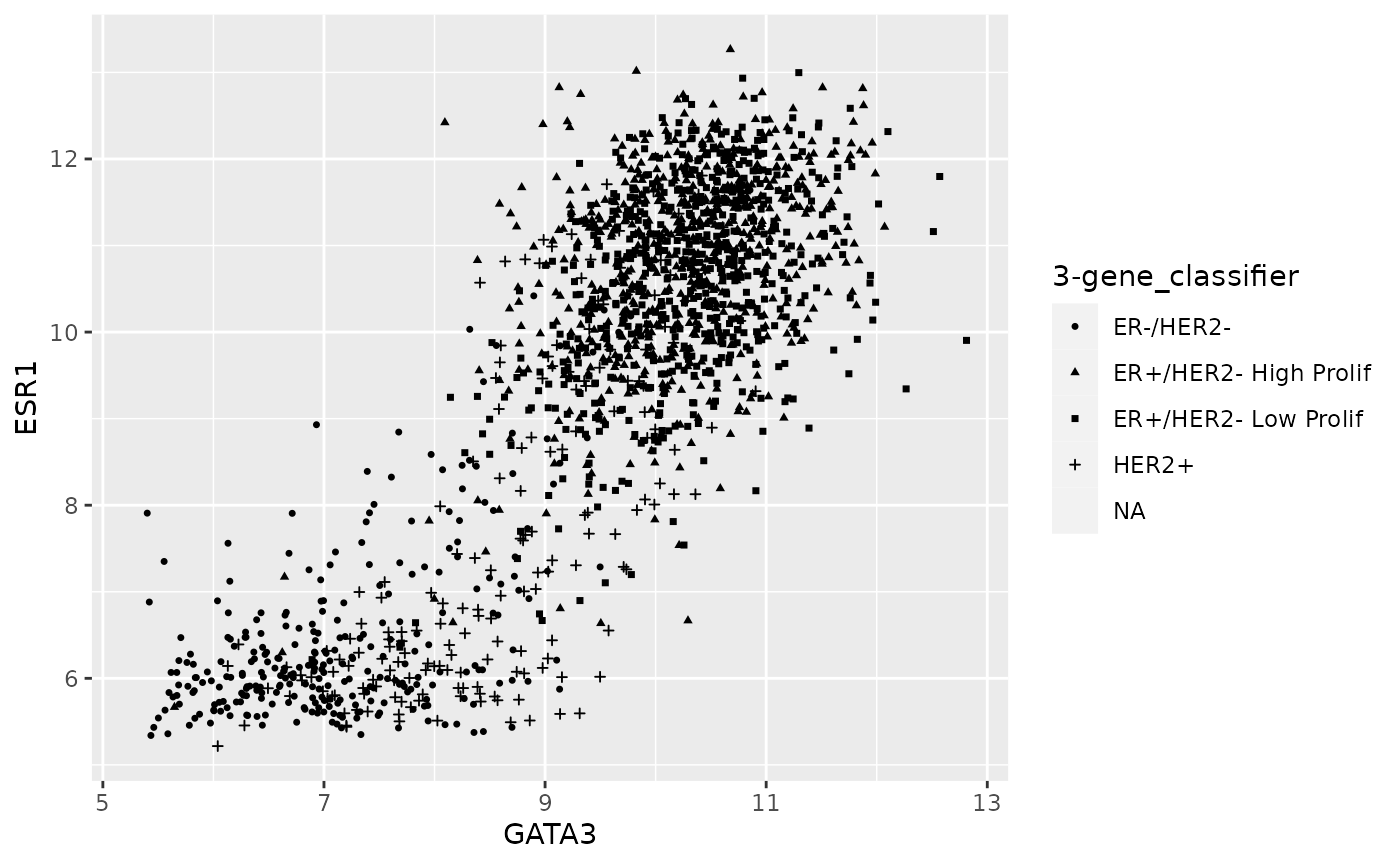 12
10
8
6
ESR1
5
7
9
11
13
GATA3
3-gene_classifier
ER-/HER2-
ER+/HER2- High Prolif
ER+/HER2- Low Prolif
HER2+
NA